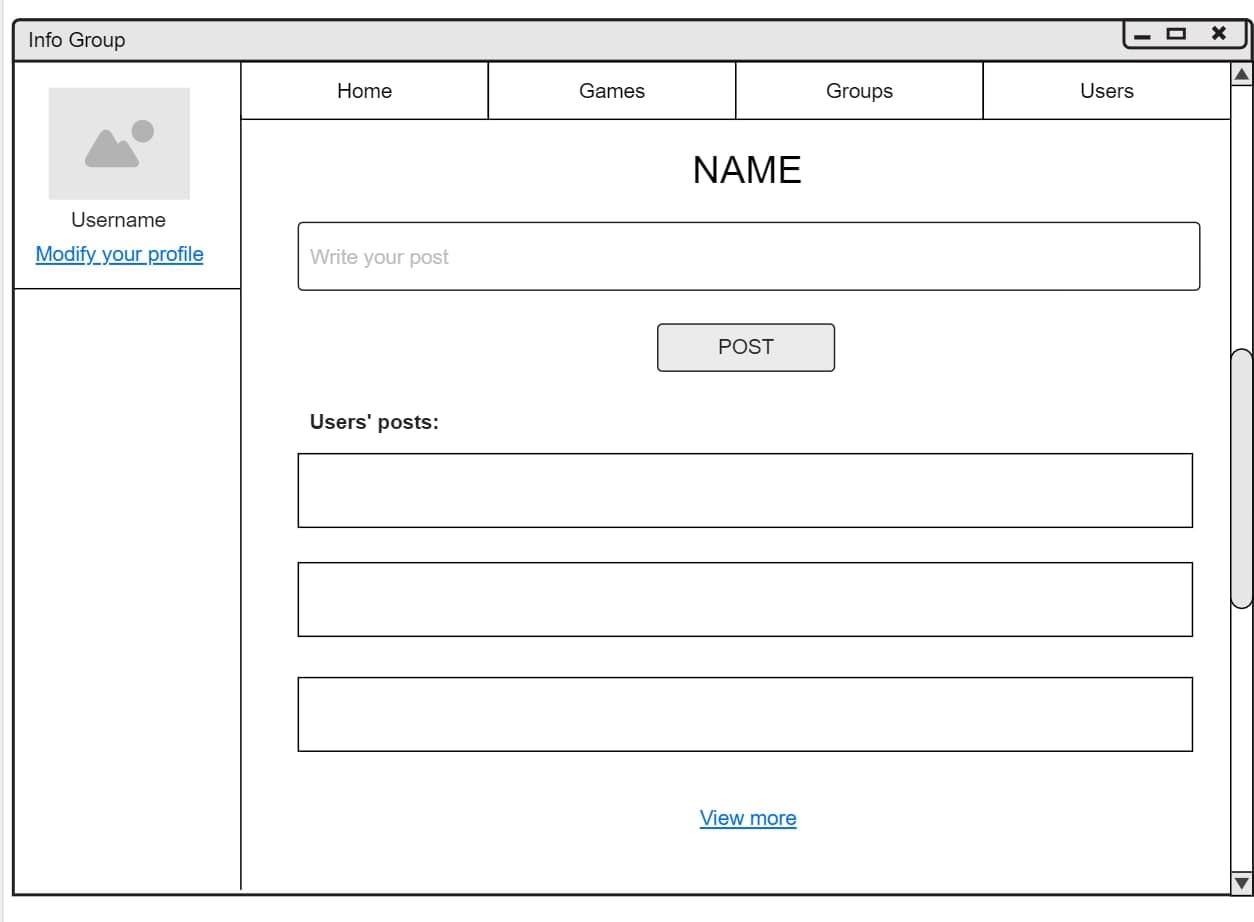 Info Group
Home Games Groups Users
Username
Modify your profile
NAME
Write your post
POST
Users' posts:
View more